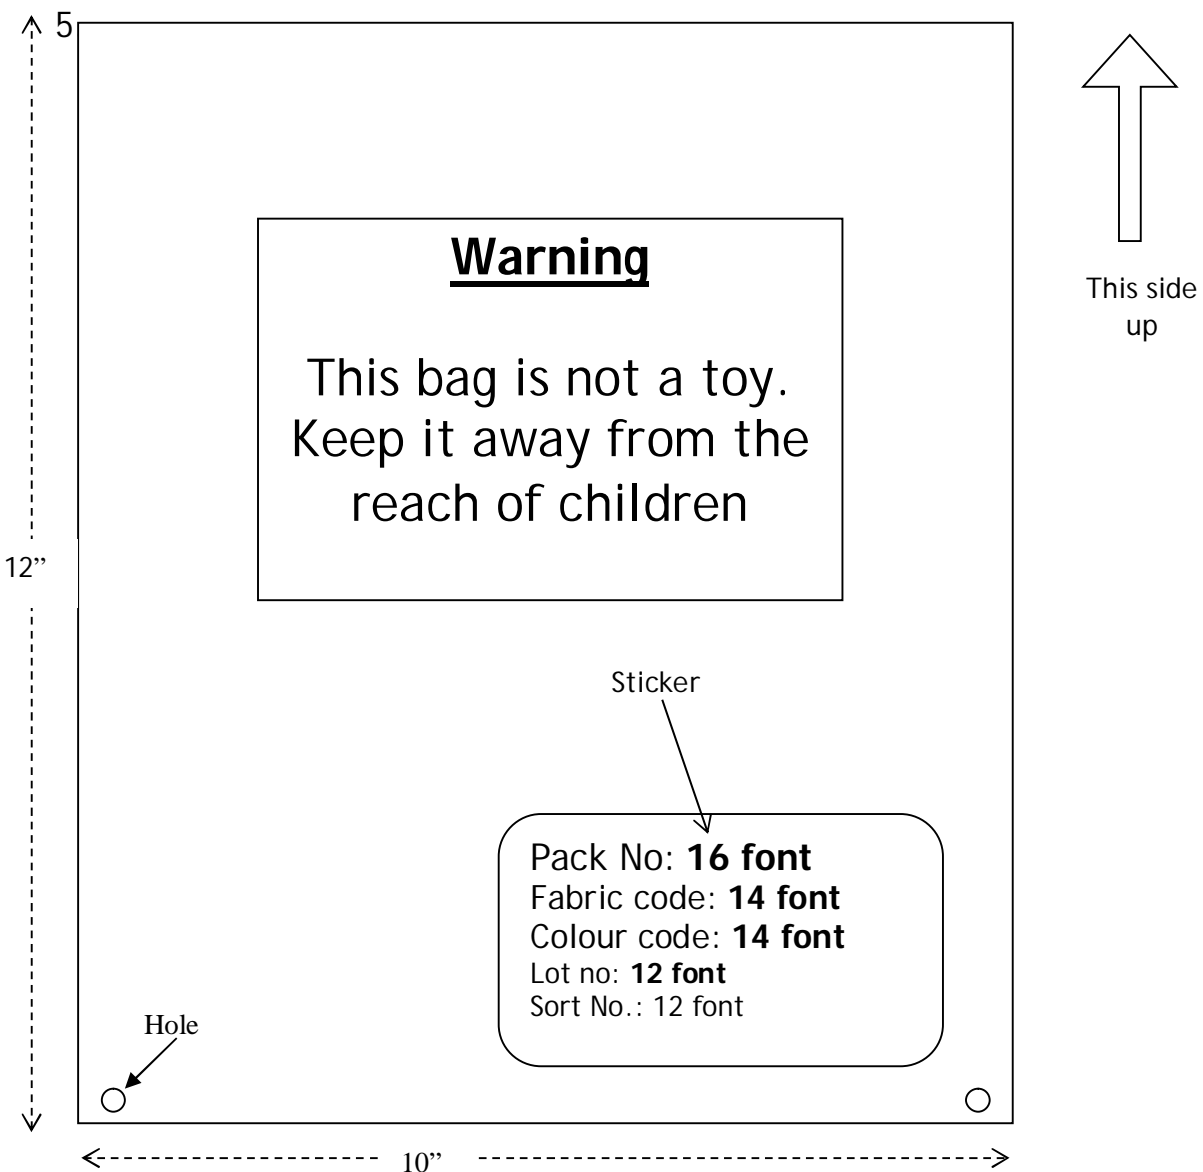 5
Warning
This side
up
This bag is not a toy.
Keep it away from the
reach of children
12”
Sticker
Pack No: 16 font
Fabric code: 14 font
Colour code: 14 font
Lot no: 12 font
Sort No.: 12 font
Hole
10”